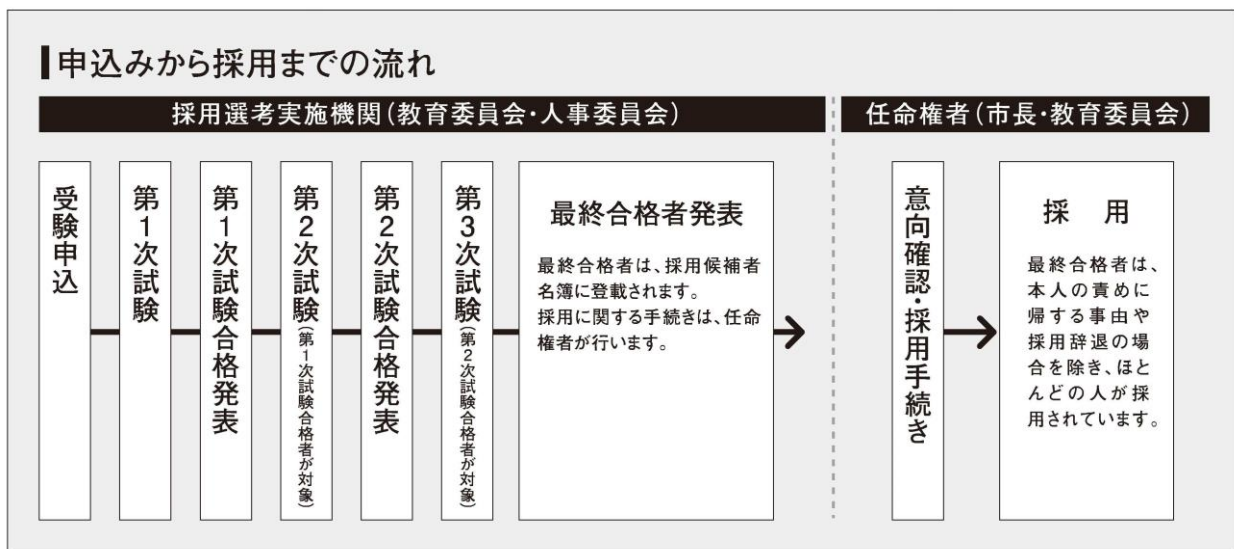 申込みから採用までの流れ
採用選考実施機関（教育委員会・人事委員会）
任命権者（市長・教育委員会）
受験申込
第1次試験
第1次試験合格発表
第2次試験（第1次試験合格者が対象）
第2次試験合格発表
第3次試験（第2次試験合格者が対象）
最終合格者発表
最終合格者は、採用候補者
名簿に登載されます。
採用に関する手続きは、任命
権者が行います。
意向確認・採用手続き
採　用
最終合格者は、
本人の責めに
帰する事由や
採用辞退の場
合を除き、ほと
んどの人が採
用されています。